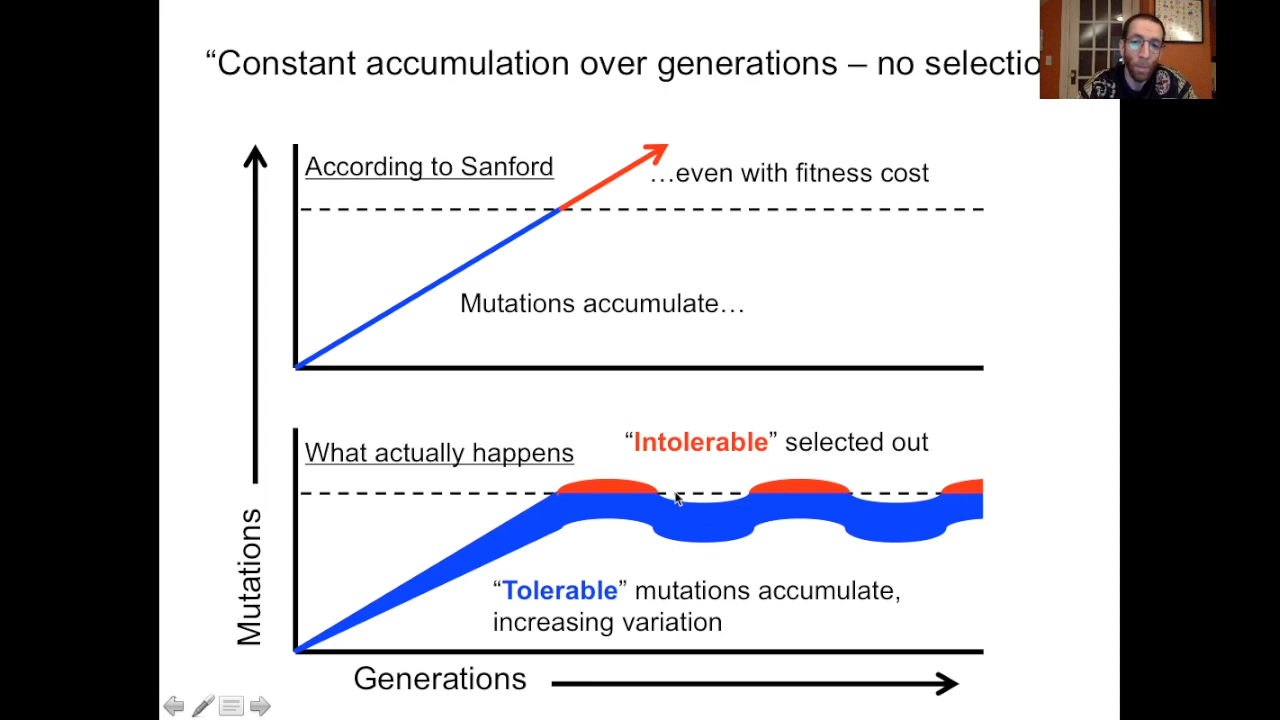 “Constant accumulation over generations – no selectio
According to Sanford
…even with fitness cost
Mutations accumulate…
“Intolerable” selected out
What actually happens
“Tolerable” mutations accumulate,
increasing variation
Mutations
Generations